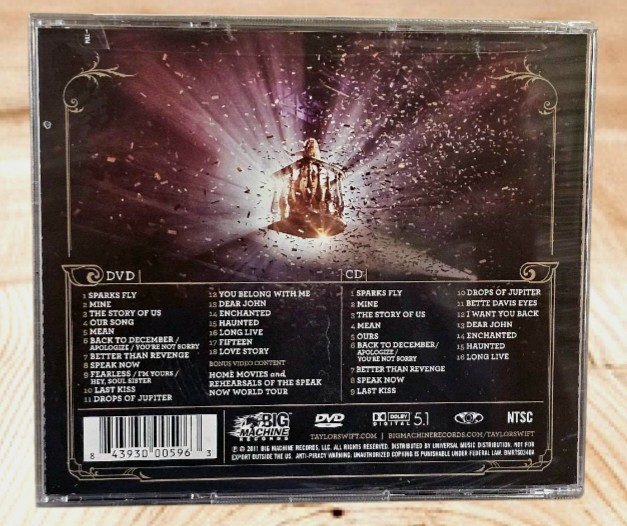 DVD
1 SPARKS FLY
2 MINE
3 THE STORY OF US
4 OUR SONG
5 MEAN
6 BACK TO DECEMBER /
APOLOGIZE / YOU'RE NOT SORRY
7 BETTER THAN REVENGE
8 SPEAK NOW
9 FEARLESS / I'M YOURS /
HEY, SOUL SISTER
10 LAST KISS
11 DROPS OF JUPITER
12 YOU BELONG WITH ME
13 DEAR JOHN
14 ENCHANTED
15 HAUNTED
16 LONG LIVE
17 FIFTEEN
18 LOVE STORY
BONUS VIDEO CONTENT
HOME MOVIES and
REHEARSALS OF THE SPEAK
NOW WORLD TOUR
CD
1 SPARKS FLY
2 MINE
3 THE STORY OF US
4 MEAN
5 OURS
6 BACK TO DECEMBER /
APOLOGIZE /
YOU'RE NOT SORRY
7 BETTER THAN REVENGE
8 SPEAK NOW
9 LAST KISS
10 DROPS OF JUPITER
11 BETTE DAVIS EYES
12 I WANT YOU BACK
13 DEAR JOHN
14 ENCHANTED
15 HAUNTED
16 LONG LIVE
8 43930 00596 3
BIG MACHINE RECORDS
DVD VIDEO
DOLBY DIGITAL 5.1
NTSC
TAYLORSWIFT.COM | BIGMACHINERECORDS.COM/TAYLORSWIFT
℗ © 2011 BIG MACHINE RECORDS, LLC. ALL RIGHTS RESERVED. DISTRIBUTED BY UNIVERSAL MUSIC DISTRIBUTION. NOT FOR
EXPORT OUTSIDE THE US. ANTI-PIRACY WARNING: UNAUTHORIZED COPYING IS PUNISHABLE UNDER FEDERAL LAW.